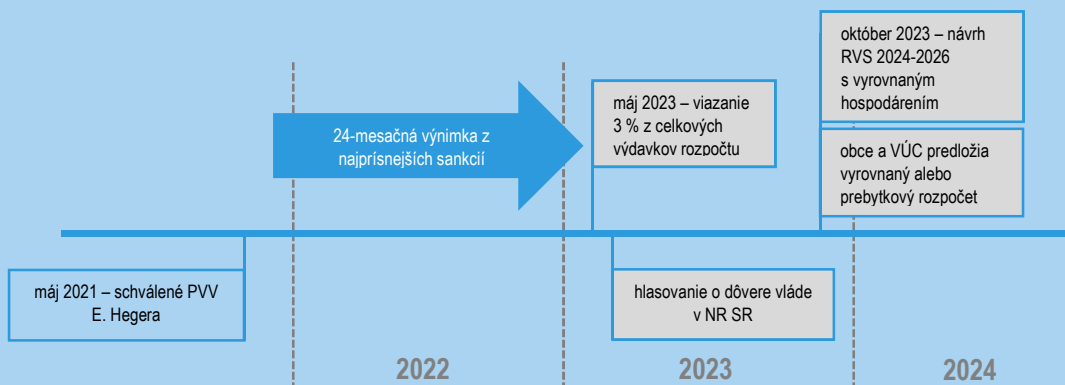 október 2023 – návrh
RVS 2024-2026
s vyrovnaným
hospodárením
máj 2023 – viazanie
3 % z celkových
výdavkov rozpočtu
24-mesačná výnimka z
najprísnejších sankcií
obce a VÚC predložia
vyrovnaný alebo
prebytkový rozpočet
máj 2021 – schválené PVV
E. Hegera
hlasovanie o dôvere vláde
v NR SR
2022
2023
2024